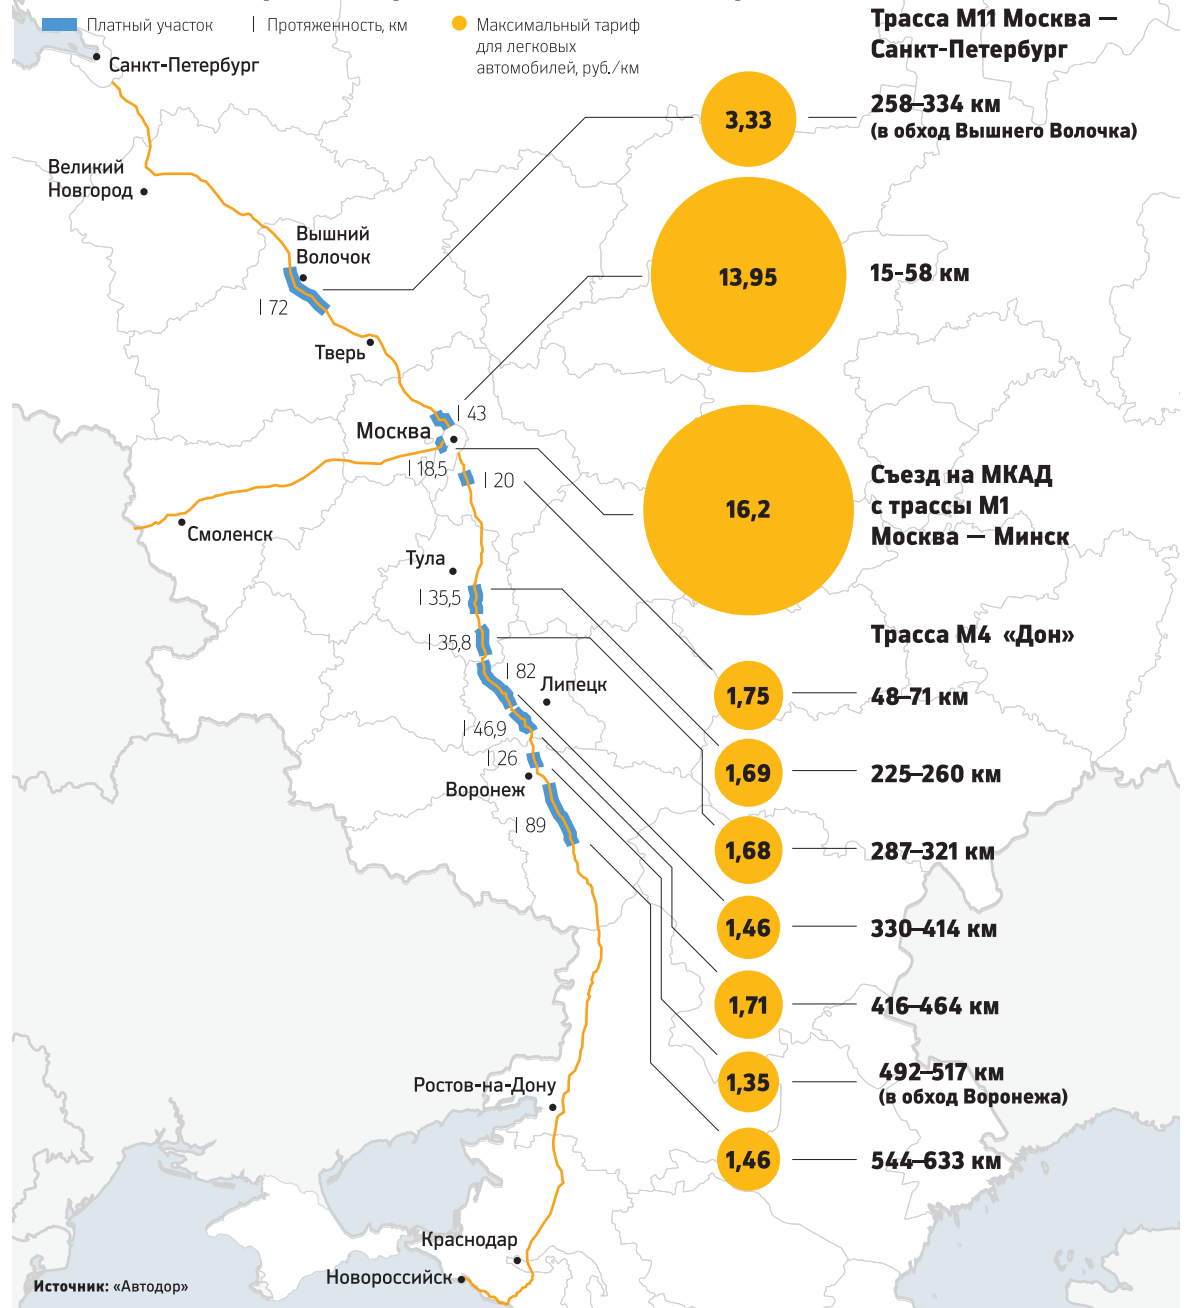 Платный участок
Протяженность, км
Максимальный тариф
для легковых
автомобилей, руб./км
Трасса М11 Москва —
Санкт-Петербург
3,33
258–334 км
(в обход Вышнего Волочка)
13,95
15-58 км
16,2
Съезд на МКАД
с трассы М1
Москва — Минск
Трасса М4 «Дон»
1,75
48–71 км
1,69
225–260 км
1,68
287–321 км
1,46
330–414 км
1,71
416–464 км
1,35
492–517 км
(в обход Воронежа)
1,46
544–633 км
Санкт-Петербург
Великий
Новгород
Вышний
Волочок
72
Тверь
43
Москва
18,5
20
Смоленск
Тула
35,5
35,8
82
Липецк
46,9
26
Воронеж
89
Ростов-на-Дону
Краснодар
Новороссийск
Источник: «Автодор»